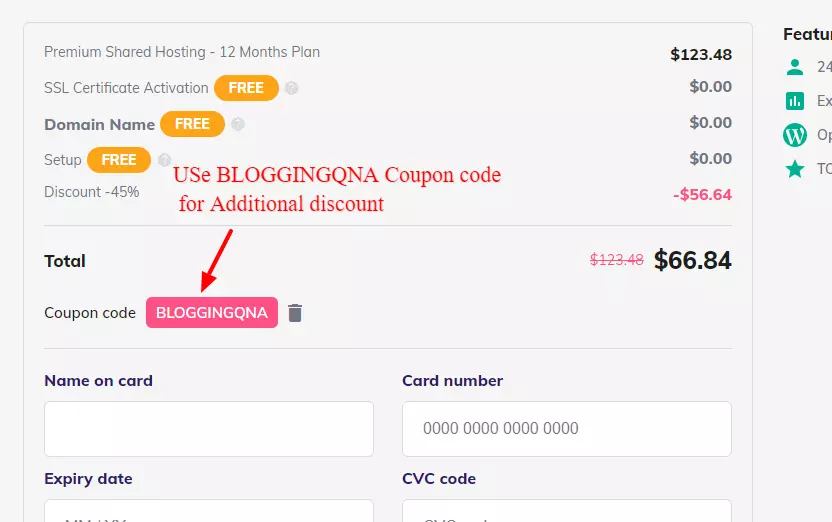 Premium Shared Hosting - 12 Months Plan $123.48
SSL Certificate Activation FREE ? $0.00
Domain Name FREE ? $0.00
Setup FREE ? $0.00
USe BLOGGINGQNA Coupon code
for Additional discount
Discount -45% -$56.64
Total $123.48 $66.84
Coupon code BLOGGINGQNA
Name on card Card number
0000 0000 0000 0000
Expiry date CVC code
Featu
24
Ex
Op